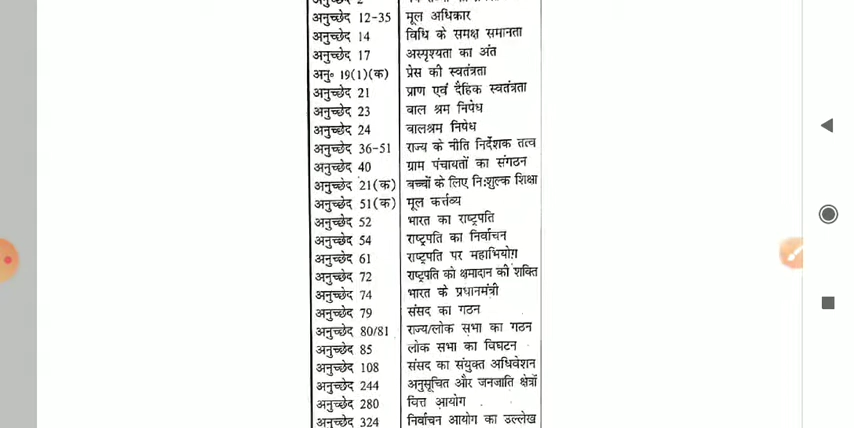 अनुच्छेद 2
अनुच्छेद 12-35 मूल अधिकार
अनुच्छेद 14 विधि के समक्ष समानता
अनुच्छेद 17 अस्पृश्यता का अंत
अनु० 19(1)(क) प्रेस की स्वतंत्रता
अनुच्छेद 21 प्राण एवं दैहिक स्वतंत्रता
अनुच्छेद 23 बाल श्रम निषेध
अनुच्छेद 24 बालश्रम निषेध
अनुच्छेद 36-51 राज्य के नीति निर्देशक तत्व
अनुच्छेद 40 ग्राम पंचायतों का संगठन
अनुच्छेद 21(क) बच्चों के लिए निःशुल्क शिक्षा
अनुच्छेद 51(क) मूल कर्त्तव्य
अनुच्छेद 52 भारत का राष्ट्रपति
अनुच्छेद 54 राष्ट्रपति का निर्वाचन
अनुच्छेद 61 राष्ट्रपति पर महाभियोग
अनुच्छेद 72 राष्ट्रपति को क्षमादान की शक्ति
अनुच्छेद 74 भारत के प्रधानमंत्री
अनुच्छेद 79 संसद का गठन
अनुच्छेद 80/81 राज्य/लोक सभा का गठन
अनुच्छेद 85 लोक सभा का विघटन
अनुच्छेद 108 संसद का संयुक्त अधिवेशन
अनुच्छेद 244 अनुसूचित और जनजाति क्षेत्रों
अनुच्छेद 280 वित्त आयोग
अनुच्छेद 324 निर्वाचन आयोग का उल्लेख